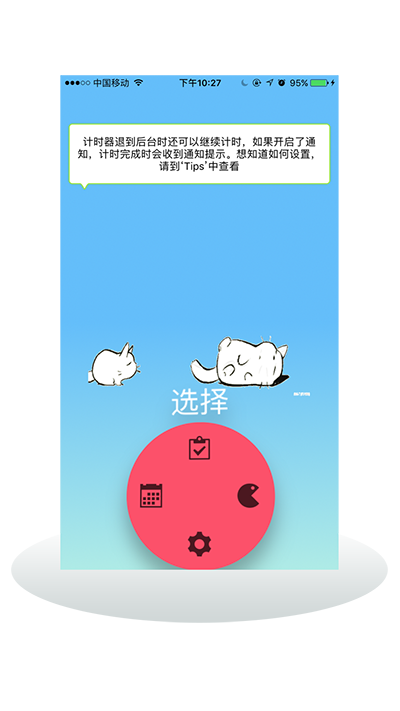 中国移动
下午10:27
95%
计时器退到后台时还可以继续计时，如果开启了通
知，计时完成时会收到通知提示。想知道如何设置，
请到‘Tips’中查看
选择